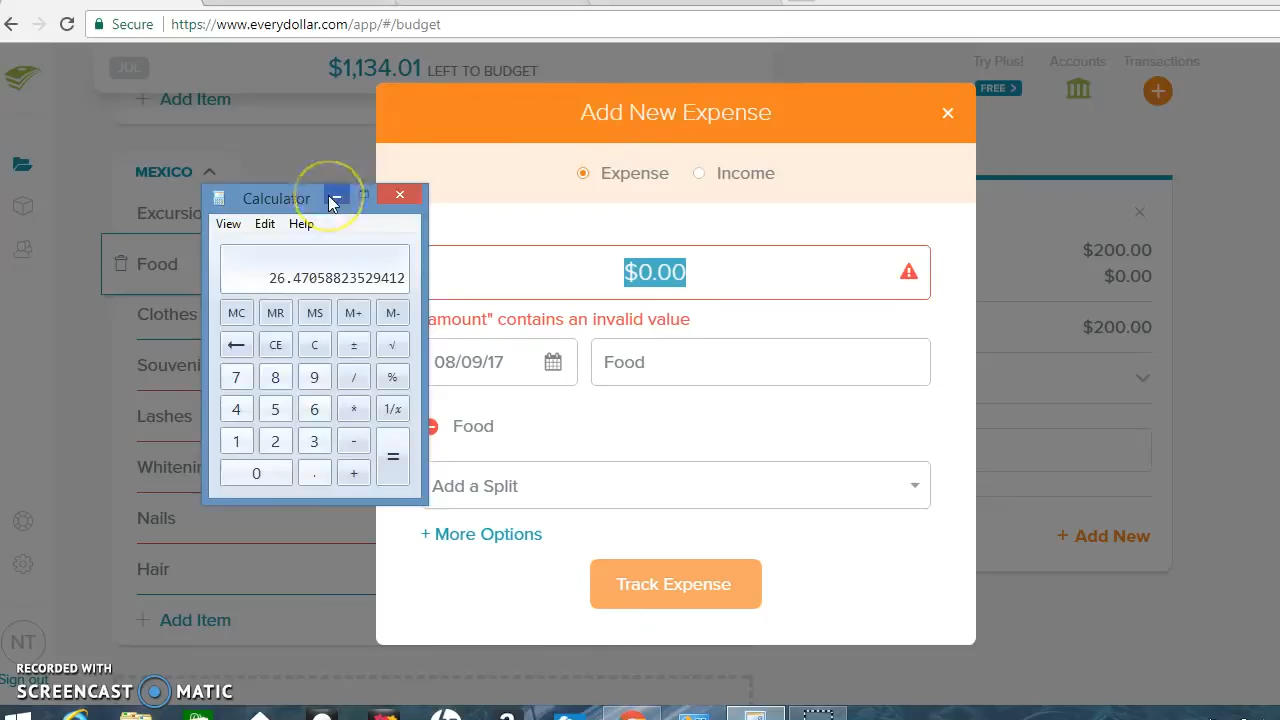 Secure https://www.everydollar.com/app/#/budget
JUL $1,134.01 LEFT TO BUDGET
Try Plus! Accounts Transactions
FREE >
+ Add Item
Add New Expense ×
Expense Income
MEXICO
Calculator
View Edit Help
26.47058823529412
MC MR MS M+ M-
← CE C ± √
7 8 9 / %
4 5 6 * 1/x
1 2 3 - =
0 . +
$0.00
amount" contains an invalid value
08/09/17 Food
Food
Add a Split
+ More Options
Track Expense
Food
Clothes
Lashes
Nails
Hair
+ Add Item
$200.00
$0.00
$200.00
+ Add New
NT
Sign out
RECORDED WITH
SCREENCAST MATIC